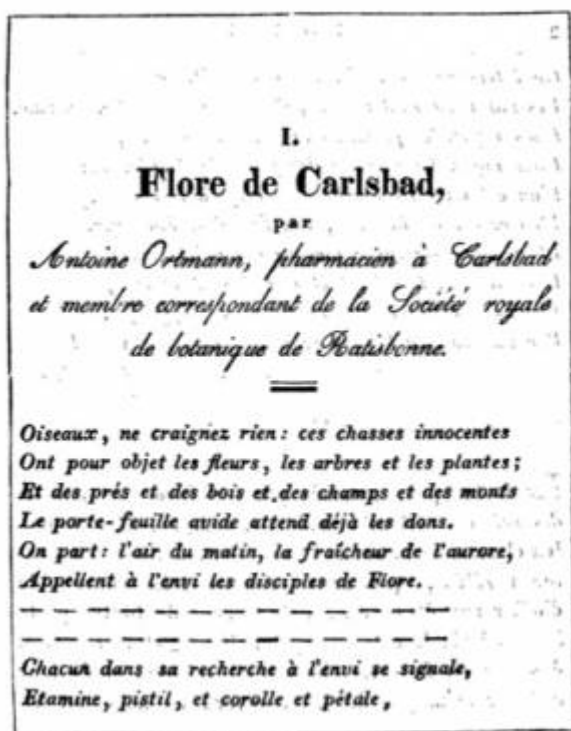 I.
Flore de Carlsbad,
par
Antoine Ortmann, pharmacien à Carlsbad
et membre correspondant de la Société royale
de botanique de Ratisbonne.
Oiseaux, ne craignez rien: ces chasses innocentes
Ont pour objet les fleurs, les arbres et les plantes;
Et des prés et des bois et des champs et des monts
Le porte-feuille avide attend déjà les dons.
On part: l'air du matin, la fraîcheur de l'aurore,
Appellent à l'envi les disciples de Flore.
— — — — — — — — — — — — —
— — — — — — — — — — — — —
Chacun dans sa recherche à l'envi se signale,
Etamine, pistil, et corolle et pétale,